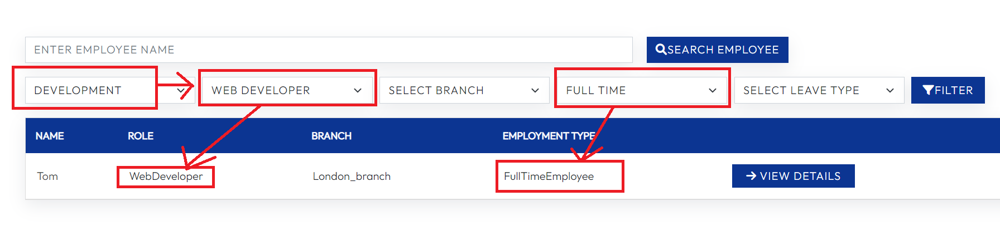 ENTER EMPLOYEE NAME SEARCH EMPLOYEE
DEVELOPMENT WEB DEVELOPER SELECT BRANCH FULL TIME SELECT LEAVE TYPE FILTER
NAME ROLE BRANCH EMPLOYMENT TYPE
Tom WebDeveloper London_branch FullTimeEmployee VIEW DETAILS